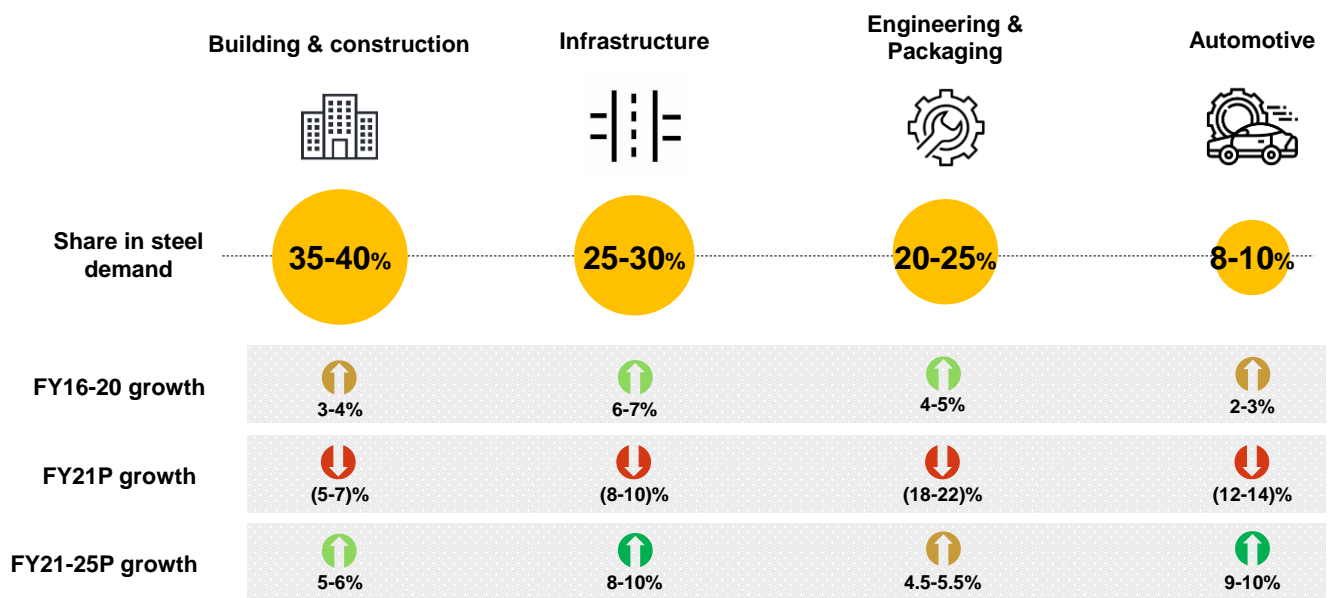 Building & construction
Infrastructure
Engineering &
Packaging
Automotive
Share in steel
demand
35-40%
25-30%
20-25%
8-10%
FY16-20 growth
3-4%
6-7%
4-5%
2-3%
FY21P growth
(5-7)%
(8-10)%
(18-22)%
(12-14)%
FY21-25P growth
5-6%
8-10%
4.5-5.5%
9-10%